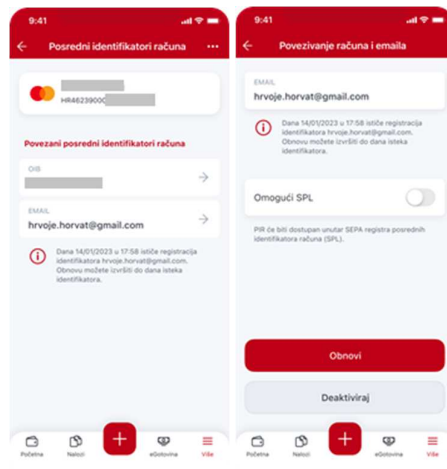 9:41
Posredni identifikatori računa
HR46239000
Povezani posredni identifikatori računa
OIB
EMAIL
hrvoje.horvat@gmail.com
Dana 14/01/2023 u 17:58 ističe registracija
identifikatora hrvoje.horvat@gmail.com.
Obnovu možete izvršiti do dana isteka
identifikatora.
Početna
Nalozi
eGotovina
Više
9:41
Povezivanje računa i emaila
EMAIL
hrvoje.horvat@gmail.com
Dana 14/01/2023 u 17:58 ističe registracija
identifikatora hrvoje.horvat@gmail.com.
Obnovu možete izvršiti do dana isteka
identifikatora.
Omogući SPL
PIR će biti dostupan unutar SEPA registra posrednih
identifikatora računa (SPL).
Obnovi
Deaktiviraj
Početna
Nalozi
eGotovina
Više